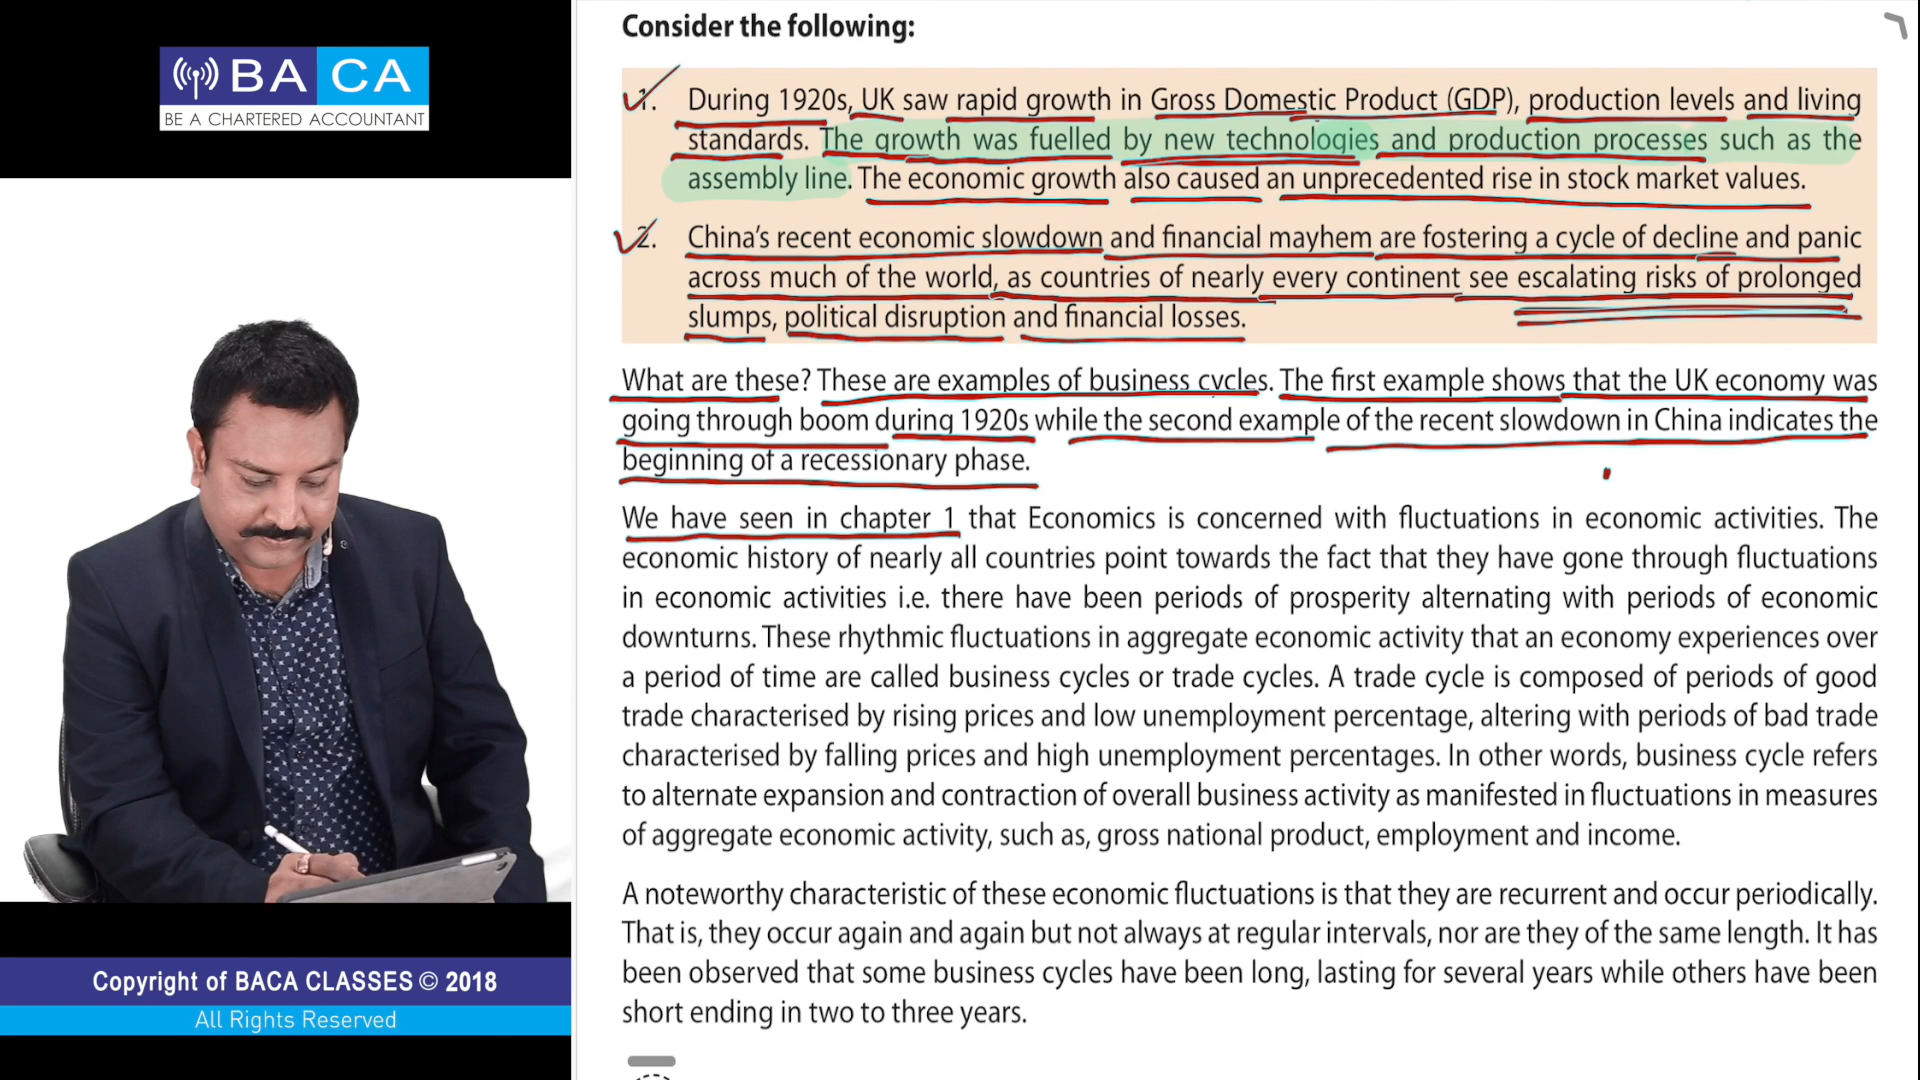 BA CA
BE A CHARTERED ACCOUNTANT
Copyright of BACA CLASSES © 2018
All Rights Reserved
Consider the following:
1. During 1920s, UK saw rapid growth in Gross Domestic Product (GDP), production levels and living
standards. The growth was fuelled by new technologies and production processes such as the
assembly line. The economic growth also caused an unprecedented rise in stock market values.
2. China's recent economic slowdown and financial mayhem are fostering a cycle of decline and panic
across much of the world, as countries of nearly every continent see escalating risks of prolonged
slumps, political disruption and financial losses.
What are these? These are examples of business cycles. The first example shows that the UK economy was
going through boom during 1920s while the second example of the recent slowdown in China indicates the
beginning of a recessionary phase.
We have seen in chapter 1 that Economics is concerned with fluctuations in economic activities. The
economic history of nearly all countries point towards the fact that they have gone through fluctuations
in economic activities i.e. there have been periods of prosperity alternating with periods of economic
downturns. These rhythmic fluctuations in aggregate economic activity that an economy experiences over
a period of time are called business cycles or trade cycles. A trade cycle is composed of periods of good
trade characterised by rising prices and low unemployment percentage, altering with periods of bad trade
characterised by falling prices and high unemployment percentages. In other words, business cycle refers
to alternate expansion and contraction of overall business activity as manifested in fluctuations in measures
of aggregate economic activity, such as, gross national product, employment and income.
A noteworthy characteristic of these economic fluctuations is that they are recurrent and occur periodically.
That is, they occur again and again but not always at regular intervals, nor are they of the same length. It has
been observed that some business cycles have been long, lasting for several years while others have been
short ending in two to three years.